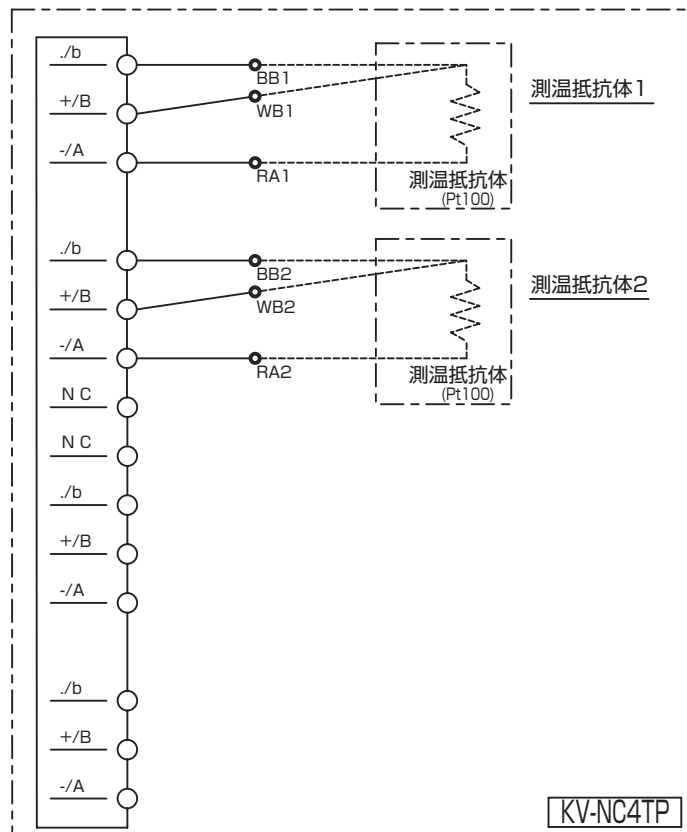 ./b
BB1
測温抵抗体1
+/B
WB1
-/A
RA1
測温抵抗体
(Pt100)
./b
BB2
測温抵抗体2
+/B
WB2
-/A
RA2
測温抵抗体
(Pt100)
N C
N C
./b
+/B
-/A
./b
+/B
-/A
KV-NC4TP